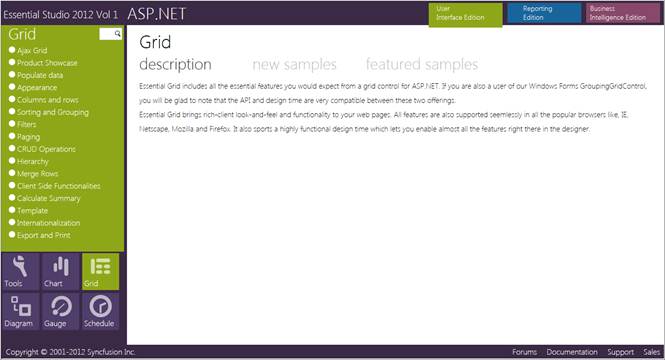 Essential Studio 2012 Vol 1 ASP.NET
User
Interface Edition
Reporting
Edition
Business
Intelligence Edition
Grid
Ajax Grid
Product Showcase
Populate data
Appearance
Columns and rows
Sorting and Grouping
Filters
Paging
CRUD Operations
Hierarchy
Merge Rows
Client Side Functionalities
Calculate Summary
Template
Internationalization
Export and Print
Tools
Chart
Grid
Diagram
Gauge
Schedule
Grid
description new samples featured samples
Essential Grid includes all the essential features you would expect from a grid control for ASP.NET. If you are also a user of our Windows Forms GroupingGridControl,
you will be glad to note that the API and design time are very compatible between these two offerings.
Essential Grid brings rich-client look-and-feel and functionality to your web pages. All features are also supported seemlessly in all the popular browsers like, IE,
Netscape, Mozilla and Firefox. It also sports a highly functional design time which lets you enable almost all the features right there in the designer.
Copyright © 2001-2012 Syncfusion Inc.
Forums Documentation Support Sales